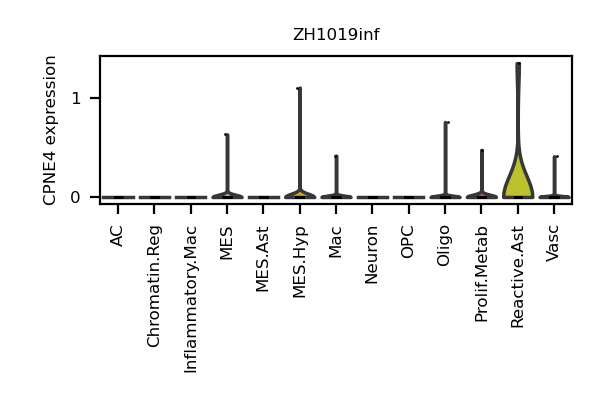 ZH1019inf
CPNE4 expression
1
0
AC
Chromatin.Reg
Inflammatory.Mac
MES
MES.Ast
MES.Hyp
Mac
Neuron
OPC
Oligo
Prolif.Metab
Reactive.Ast
Vasc